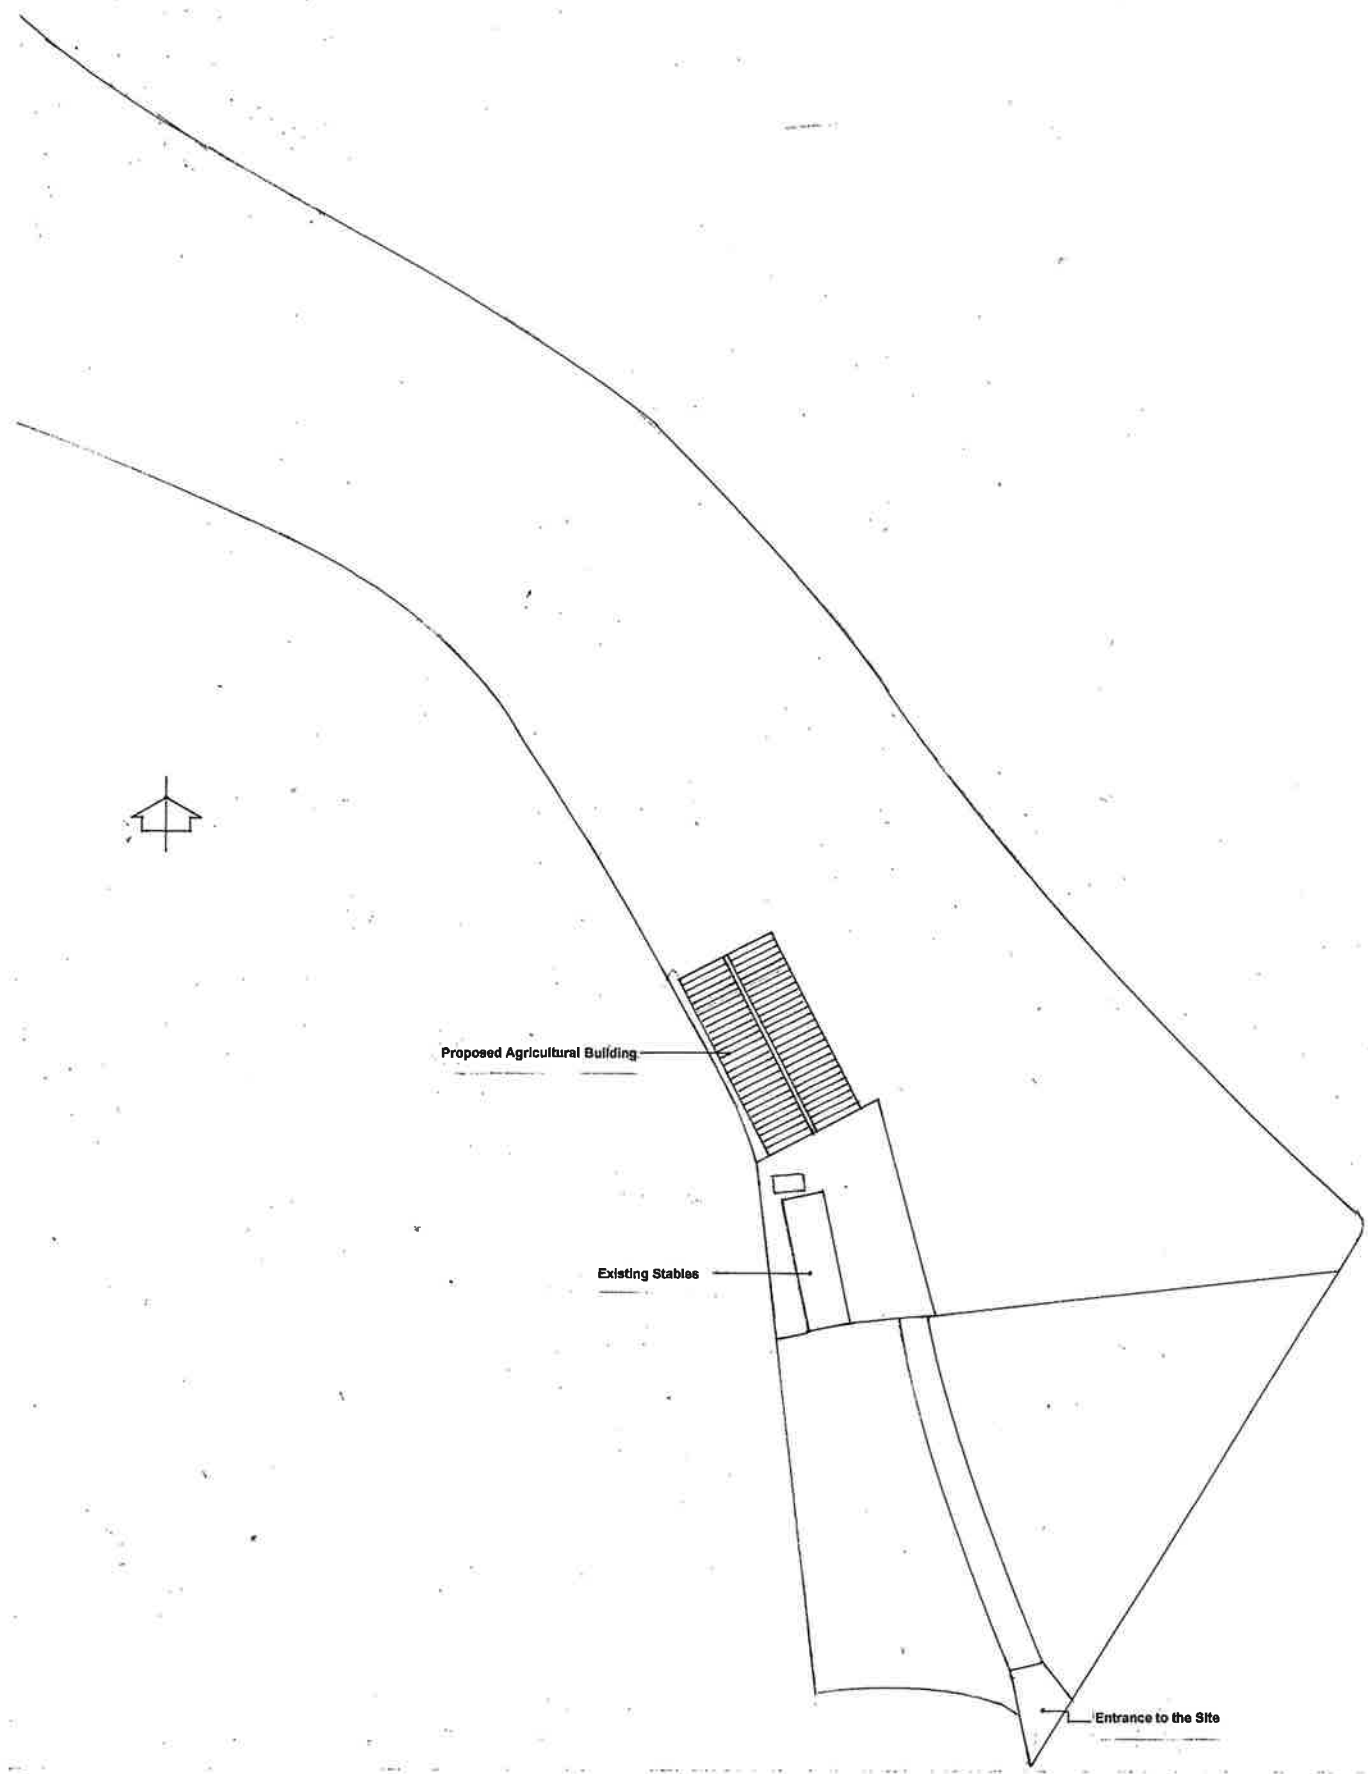 Proposed Agricultural Building
Existing Stables
Entrance to the Site